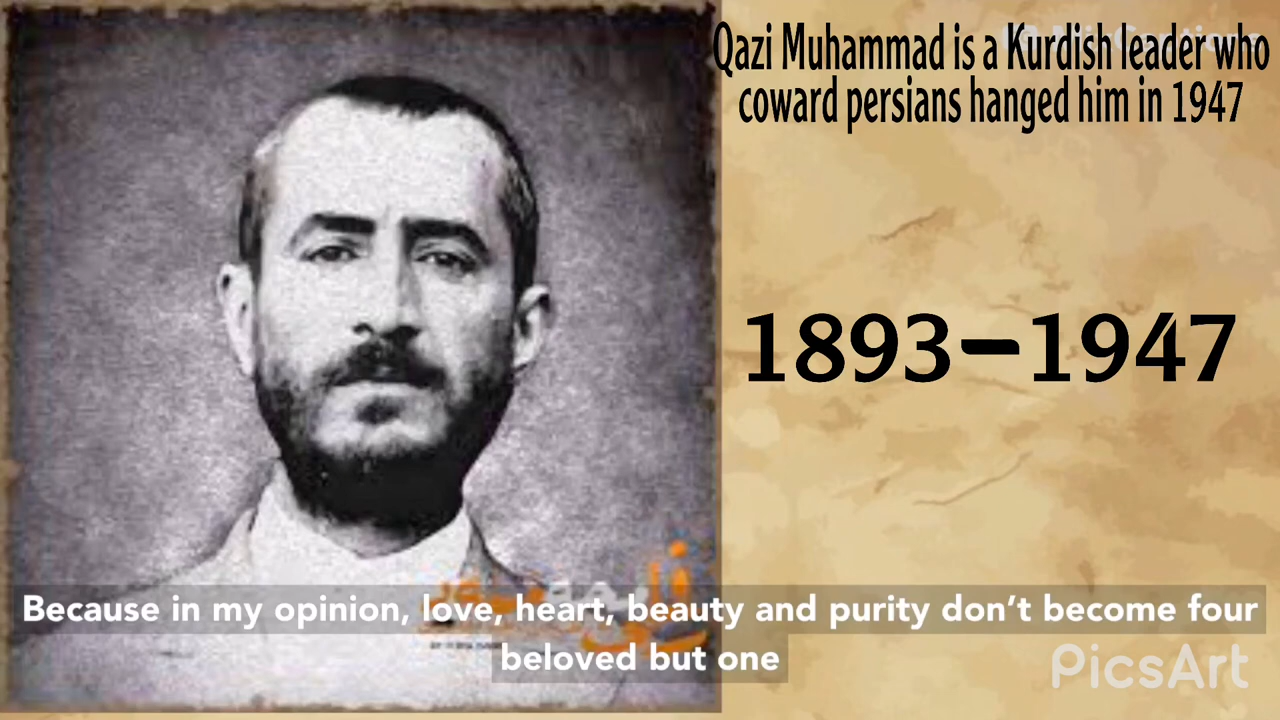 Qazi Muhammad is a Kurdish leader who
coward persians hanged him in 1947
1893-1947
Because in my opinion, love, heart, beauty and purity don't become four
beloved but one
PicsArt